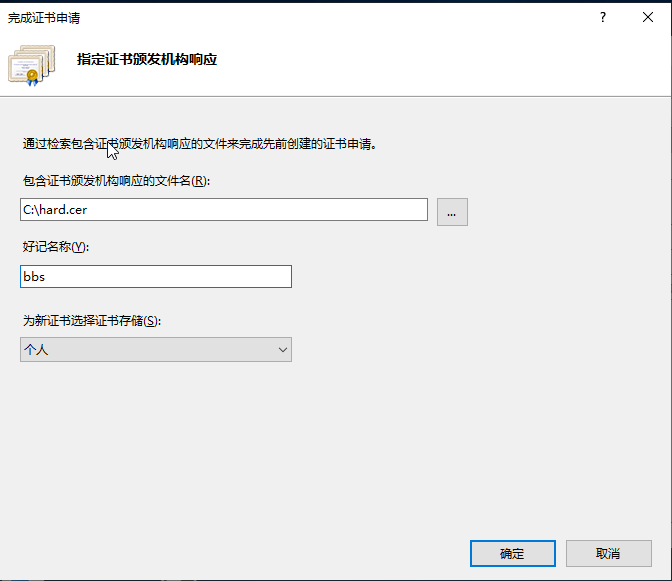 完成证书申请
?
指定证书颁发机构响应
通过检索包含证书颁发机构响应的文件来完成先前创建的证书申请。
包含证书颁发机构响应的文件名(R):
C:\hard.cer
...
好记名称(Y):
bbs
为新证书选择证书存储(S):
个人
确定
取消